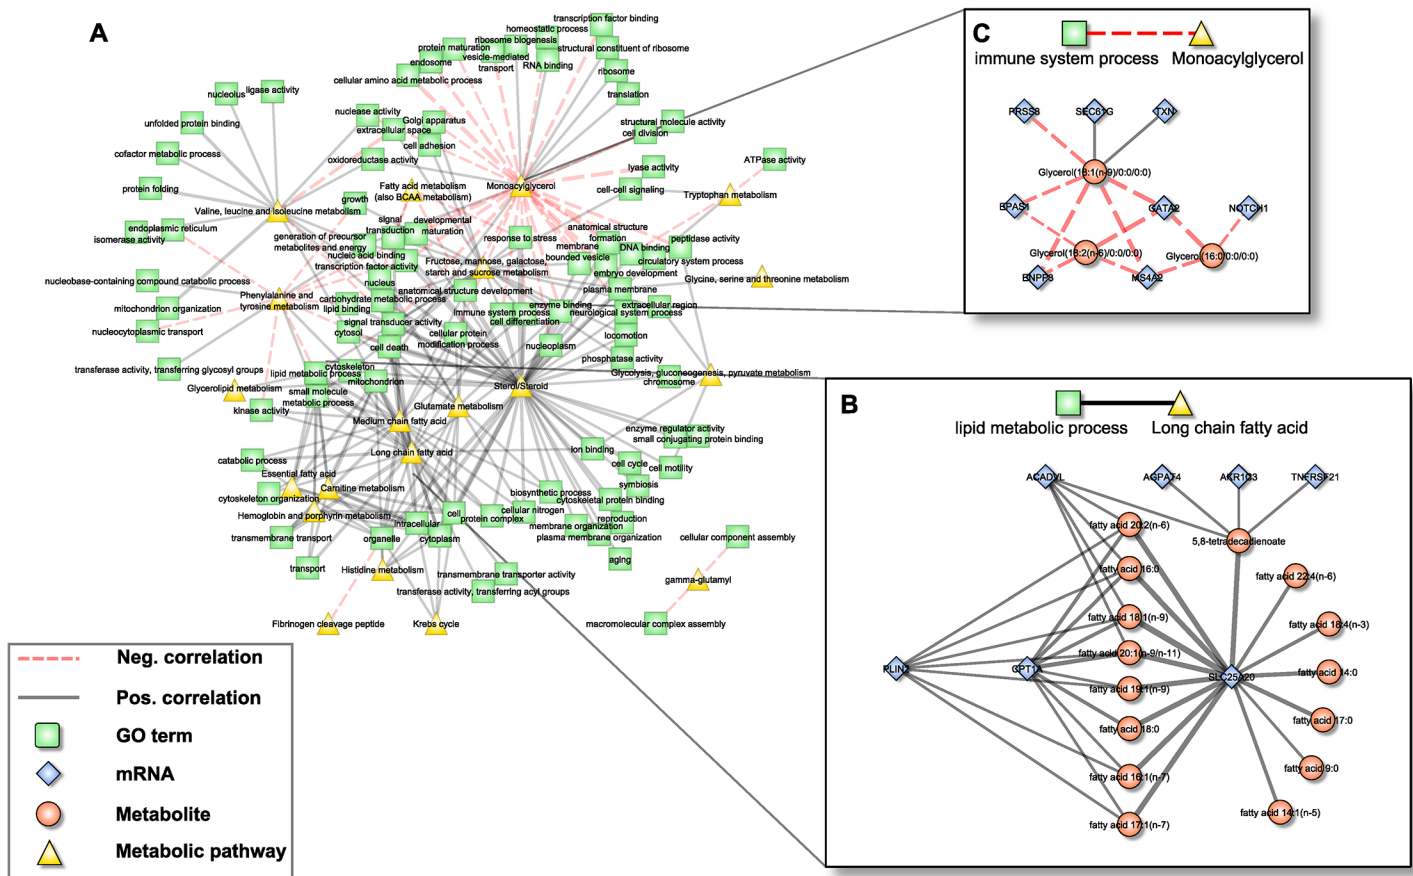 A
transcription factor binding
homeostatic process
ribosome biogenesis
protein maturation
vesicle-mediated
transport
structural constituent of ribosome
endosome
RNA binding
ribosome
cellular amino acid metabolic process
translation
nucleolus
ligase activity
nuclease activity
Golgi apparatus
structural molecule activity
unfolded protein binding
extracellular space
cell division
cell adhesion
cofactor metabolic process
oxidoreductase activity
lyase activity
ATPase activity
protein folding
Fatty acid metabolism
(also BCAA metabolism)
Monoacylglycerol
cell-cell signaling
Tryptophan metabolism
growth
Valine, leucine and isoleucine metabolism
signal
transduction
developmental
maturation
endoplasmic reticulum
isomerase activity
generation of precursor
metabolites and energy
response to stress
anatomical structure
formation
membrane
DNA binding
peptidase activity
nucleic acid binding
transcription factor activity
Fructose, mannose, galactose,
starch and sucrose metabolism
bounded vesicle
circulatory system process
embryo development
nucleobase-containing compound catabolic process
nucleus
anatomical structure development
plasma membrane
Glycine, serine and threonine metabolism
Phenylalanine and
tyrosine metabolism
carbohydrate metabolic process
lipid binding
enzyme binding
extracellular region
mitochondrion organization
Immune system process
neurological system process
signal transducer activity
cell differentiation
nucleocytoplasmic transport
cytosol
cellular protein
modification process
locomotion
cell death
nucleoplasm
phosphatase activity
transferase activity, transferring glycosyl groups
cytoskeleton
lipid metabolic process
mitochondrion
Glycolysis, gluconeogenesis, pyruvate metabolism
chromosome
Glycerolipid metabolism
small molecule
metabolic process
Sterol/Steroid
kinase activity
Glutamate metabolism
Medium chain fatty acid
enzyme regulator activity
small conjugating protein binding
Long chain fatty acid
ion binding
catabolic process
cell cycle
cell motility
Essential fatty acid
Carnitine metabolism
symbiosis
cytoskeleton organization
biosynthetic process
cytoskeletal protein binding
Hemoglobin and porphyrin metabolism
cell
cellular nitrogen
protein complex
reproduction
intracellular
membrane organization
transmembrane transport
organelle
cytoplasm
plasma membrane organization
cellular component assembly
aging
transport
Histidine metabolism
transmembrane transporter activity
gamma-glutamyl
transferase activity, transferring acyl groups
Fibrinogen cleavage peptide
Krebs cycle
macromolecular complex assembly
Neg. correlation
Pos. correlation
GO term
mRNA
Metabolite
Metabolic pathway
C
immune system process
Monoacylglycerol
PRSS8
SEC61G
TXN
Glycerol(18:1(n-9)/0:0/0:0)
EPAS1
GATA2
NOTCH1
Glycerol(18:2(n-6)/0:0/0:0)
Glycerol(16:0/0:0/0:0)
ENPP3
MS4A2
B
lipid metabolic process
Long chain fatty acid
ACADVL
AGPAT4
AKR1C3
TNFRSF21
fatty acid 20:2(n-6)
5,8-tetradecadienoate
fatty acid 16:0
fatty acid 22:4(n-6)
fatty acid 18:1(n-9)
fatty acid 18:4(n-3)
fatty acid 20:1(n-9/n-11)
PLIN2
CPT1A
SLC25A20
fatty acid 14:0
fatty acid 19:1(n-9)
fatty acid 17:0
fatty acid 18:0
fatty acid 9:0
fatty acid 16:1(n-7)
fatty acid 14:1(n-5)
fatty acid 17:1(n-7)